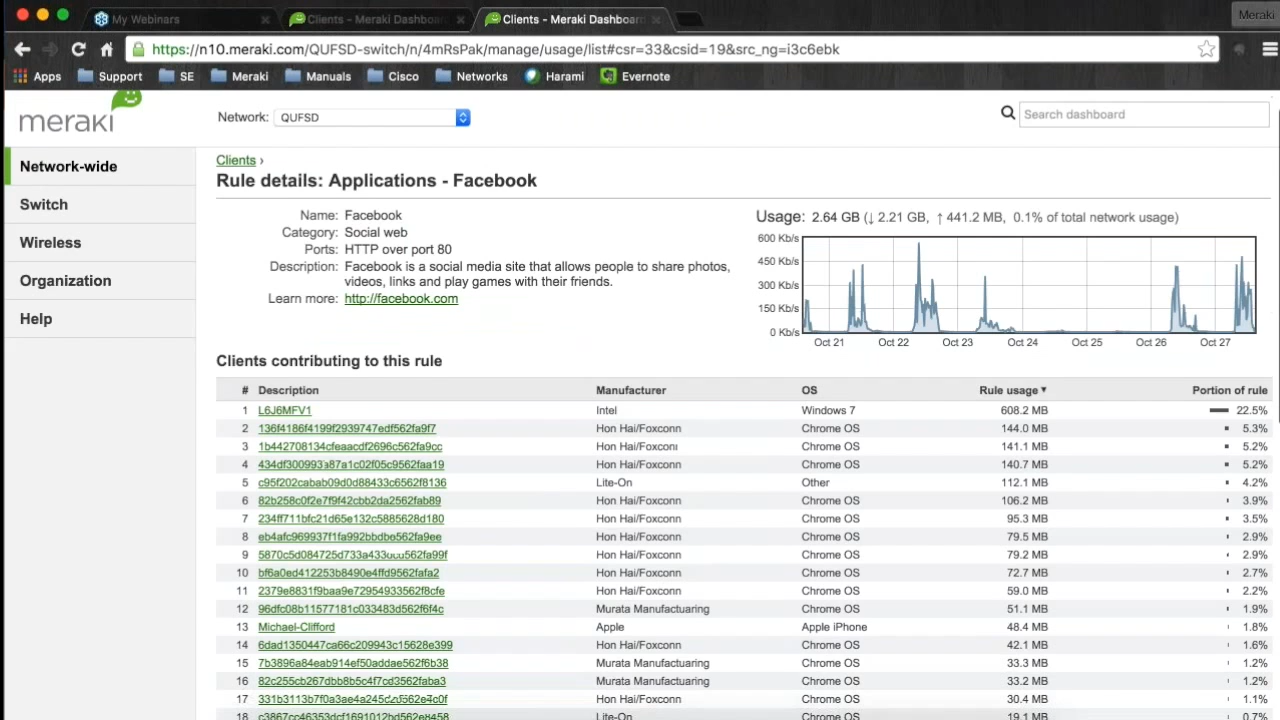 My Webinars
Clients - Meraki Dashboar
Clients - Meraki Dashboar
Meraki
https://n10.meraki.com/QUFSD-switch/n/4mRsPak/manage/usage/list#csr=33&csid=19&src_ng=i3c6ebk
Apps Support SE Meraki Manuals Cisco Networks Harami Evernote
meraki
Network: QUFSD
Search dashboard
Network-wide
Switch
Wireless
Organization
Help
Clients ›
Rule details: Applications - Facebook
Name: Facebook
Category: Social web
Ports: HTTP over port 80
Description: Facebook is a social media site that allows people to share photos,
videos, links and play games with their friends.
Learn more: http://facebook.com
Usage: 2.64 GB (↓ 2.21 GB, ↑ 441.2 MB, 0.1% of total network usage)
600 Kb/s
450 Kb/s
300 Kb/s
150 Kb/s
0 Kb/s
Oct 21 Oct 22 Oct 23 Oct 24 Oct 25 Oct 26 Oct 27
Clients contributing to this rule
# Description Manufacturer OS Rule usage ▼ Portion of rule
1 L6J6MFV1 Intel Windows 7 608.2 MB 22.5%
2 136f4186f4199f2939747edf562fa9f7 Hon Hai/Foxconn Chrome OS 144.0 MB 5.3%
3 1b442708134cfeaacdf2696c562fa9cc Hon Hai/Foxconn Chrome OS 141.1 MB 5.2%
4 434df300993a87a1c02f05c9562faa19 Hon Hai/Foxconn Chrome OS 140.7 MB 5.2%
5 c95f202cabab09d0d88433c6562f8136 Lite-On Other 112.1 MB 4.2%
6 82b258c0f2e7f9f42cbb2da2562fab89 Hon Hai/Foxconn Chrome OS 106.2 MB 3.9%
7 234ff711bfc21d65e132c5885628d180 Hon Hai/Foxconn Chrome OS 95.3 MB 3.5%
8 eb4afc969937f1fa992bbdbe562fa9ee Hon Hai/Foxconn Chrome OS 79.5 MB 2.9%
9 Hon Hai/Foxconn Chrome OS 79.2 MB 2.9%
10 bf6a0ed412253b8490e4ffd9562fafa2 Hon Hai/Foxconn Chrome OS 72.7 MB 2.7%
11 2379e8831f9baa9e72954933562f8cfe Hon Hai/Foxconn Chrome OS 59.0 MB 2.2%
12 96dfc08b11577181c033483d562f6f4c Murata Manufactuaring Chrome OS 51.1 MB 1.9%
13 Michael-Clifford Apple Apple iPhone 48.4 MB 1.8%
14 6dad1350447ca66c209943c15628e399 Hon Hai/Foxconn Chrome OS 42.1 MB 1.6%
15 7b3896a84eab914ef50addae562f6b38 Murata Manufactuaring Chrome OS 33.3 MB 1.2%
16 82c255cb267dbb8b5c4f7cd3562faba3 Murata Manufactuaring Chrome OS 33.2 MB 1.2%
17 Hon Hai/Foxconn Chrome OS 30.4 MB 1.1%
18 Lite-On Chrome OS 19.1 MB 0.7%